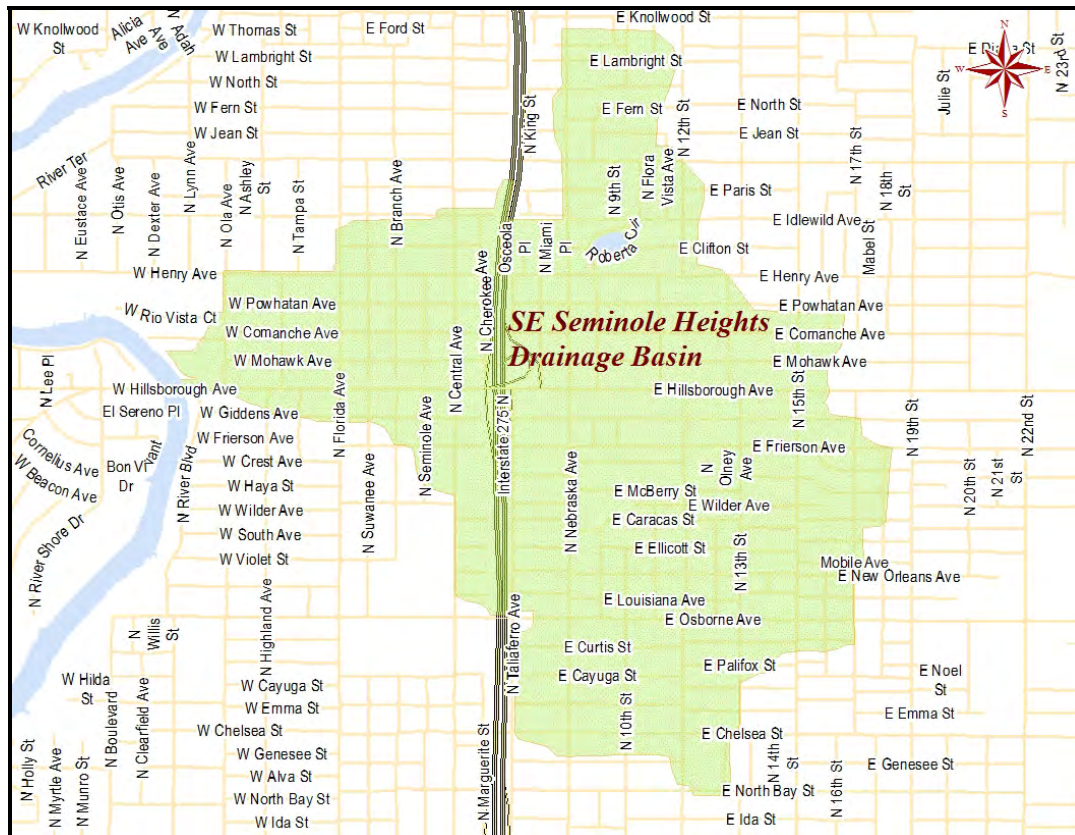 W Knollwood
St
Alicia
Ave
Ave
N Adah
W Thomas St
E Ford St
E Knollwood St
W Lambright St
E Lambright St
N
W
E
S
N 23rd St
W North St
Julie St
W Fern St
E Fern St
E North St
W Jean St
N King St
N 12th St
E Jean St
River Ter
N Eustace Ave
N Otis Ave
N Dexter Ave
N Lynn Ave
N Ola Ave
N Ashley
St
N Tampa St
N Branch Ave
N 9th St
N Flora
Vista Ave
E Paris St
N 17th St
N 18th
St
E Idlewild Ave
Osceola
Pl
N Miami
Pl
Roberta Cir
E Clifton St
Mabel St
W Henry Ave
N Cherokee Ave
E Henry Ave
W Rio Vista Ct
W Powhatan Ave
E Powhatan Ave
W Comanche Ave
SE Seminole Heights
Drainage Basin
E Comanche Ave
N Lee Pl
W Mohawk Ave
N Central Ave
E Mohawk Ave
W Hillsborough Ave
E Hillsborough Ave
El Sereno Pl
W Giddens Ave
N Florida Ave
N Seminole Ave
Interstate 275 N
N 15th St
N 19th St
N 22nd St
Cornelius Ave
W Beacon Ave
Bon Vivant
Dr
N River Blvd
W Frierson Ave
E Frierson Ave
W Crest Ave
N
Olney
Ave
N 20th St
N 21st
St
W Haya St
N Suwanee Ave
N Nebraska Ave
E McBerry St
W Wilder Ave
E Wilder Ave
N River Shore Dr
W South Ave
E Caracas St
W Violet St
E Ellicott St
N 13th St
Mobile Ave
E New Orleans Ave
N
Willis
St
N Highland Ave
N Taliaferro Ave
E Louisiana Ave
E Osborne Ave
E Curtis St
W Hilda
St
W Cayuga St
E Cayuga St
E Palifox St
E Noel
St
W Emma St
E Emma St
N Holly St
N Myrtle Ave
N Munro St
N Boulevard
N Clearfield Ave
W Chelsea St
N Marguerite St
N 10th St
E Chelsea St
W Genesee St
N 14th
St
N 16th St
E Genesee St
W Alva St
W North Bay St
E North Bay St
W Ida St
E Ida St